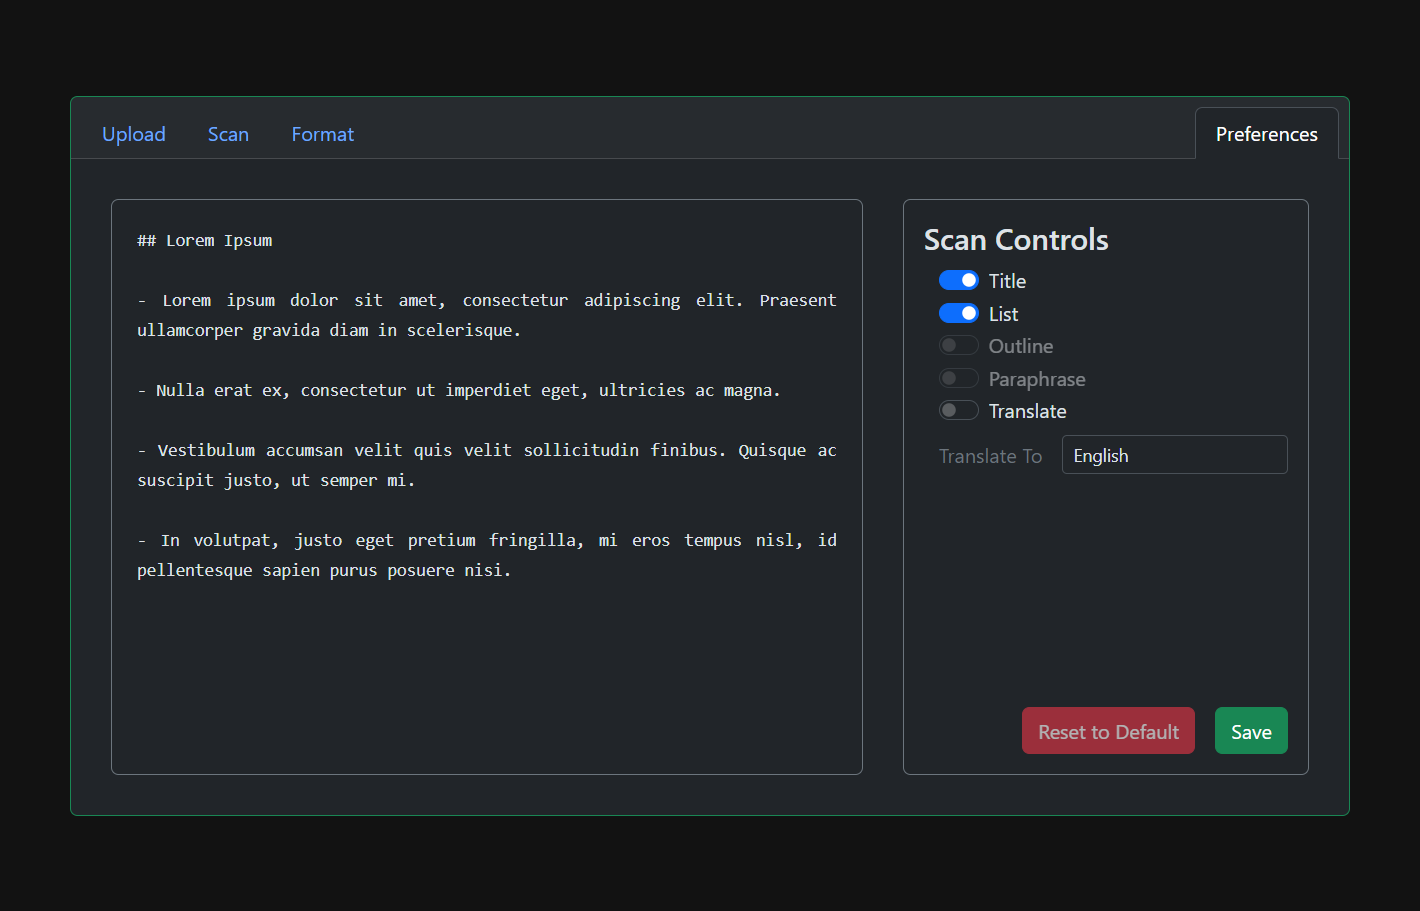 Upload Scan Format Preferences
## Lorem Ipsum
- Lorem ipsum dolor sit amet, consectetur adipiscing elit. Praesent
ullamcorper gravida diam in scelerisque.
- Nulla erat ex, consectetur ut imperdiet eget, ultricies ac magna.
- Vestibulum accumsan velit quis velit sollicitudin finibus. Quisque ac
suscipit justo, ut semper mi.
- In volutpat, justo eget pretium fringilla, mi eros tempus nisl, id
pellentesque sapien purus posuere nisi.
Scan Controls
Title
List
Outline
Paraphrase
Translate
Translate To English
Reset to Default Save